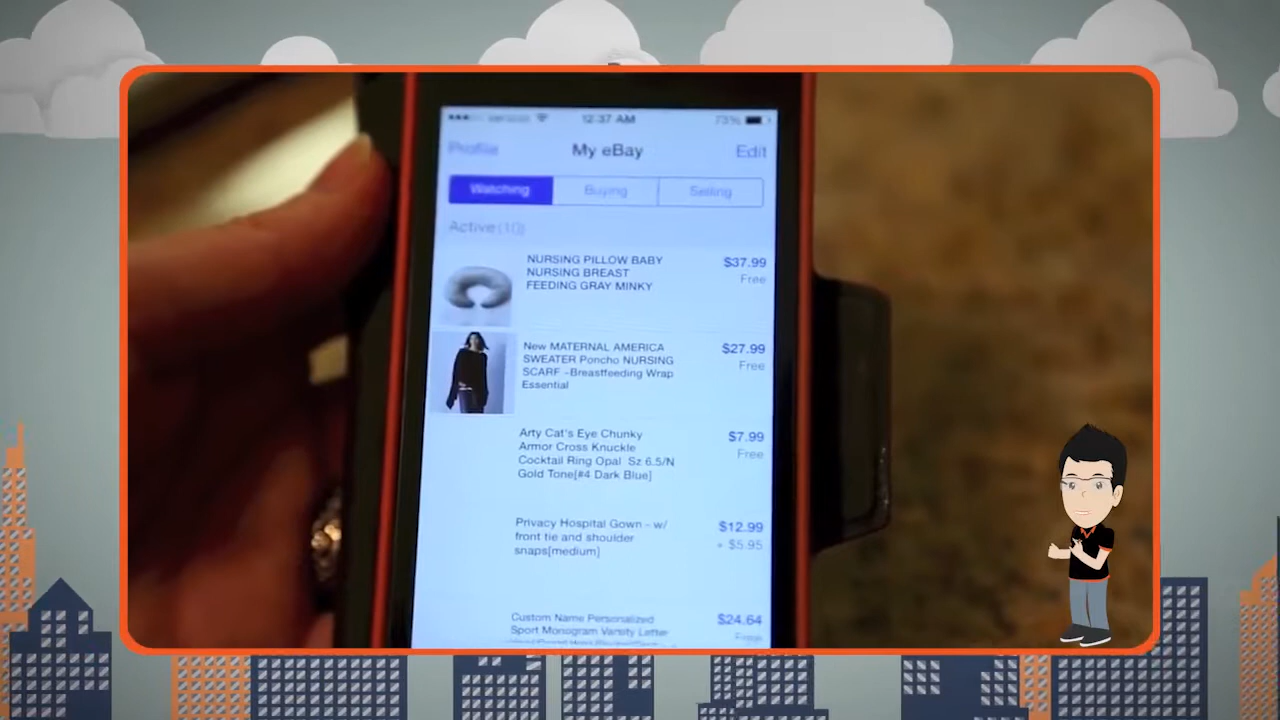 12:37 AM 73%
Profile My eBay Edit
Watching Buying Selling
Active (10)
NURSING PILLOW BABY $37.99
NURSING BREAST Free
FEEDING GRAY MINKY
New MATERNAL AMERICA $27.99
SWEATER Poncho NURSING Free
SCARF -Breastfeeding Wrap
Essential
Arty Cat's Eye Chunky $7.99
Armor Cross Knuckle Free
Cocktail Ring Opal Sz 6.5/N
Gold Tone[#4 Dark Blue]
Privacy Hospital Gown - w/ $12.99
front tie and shoulder + $5.95
snaps[medium]
Custom Name Personalized $24.64
Sport Monogram Varsity Letter Free